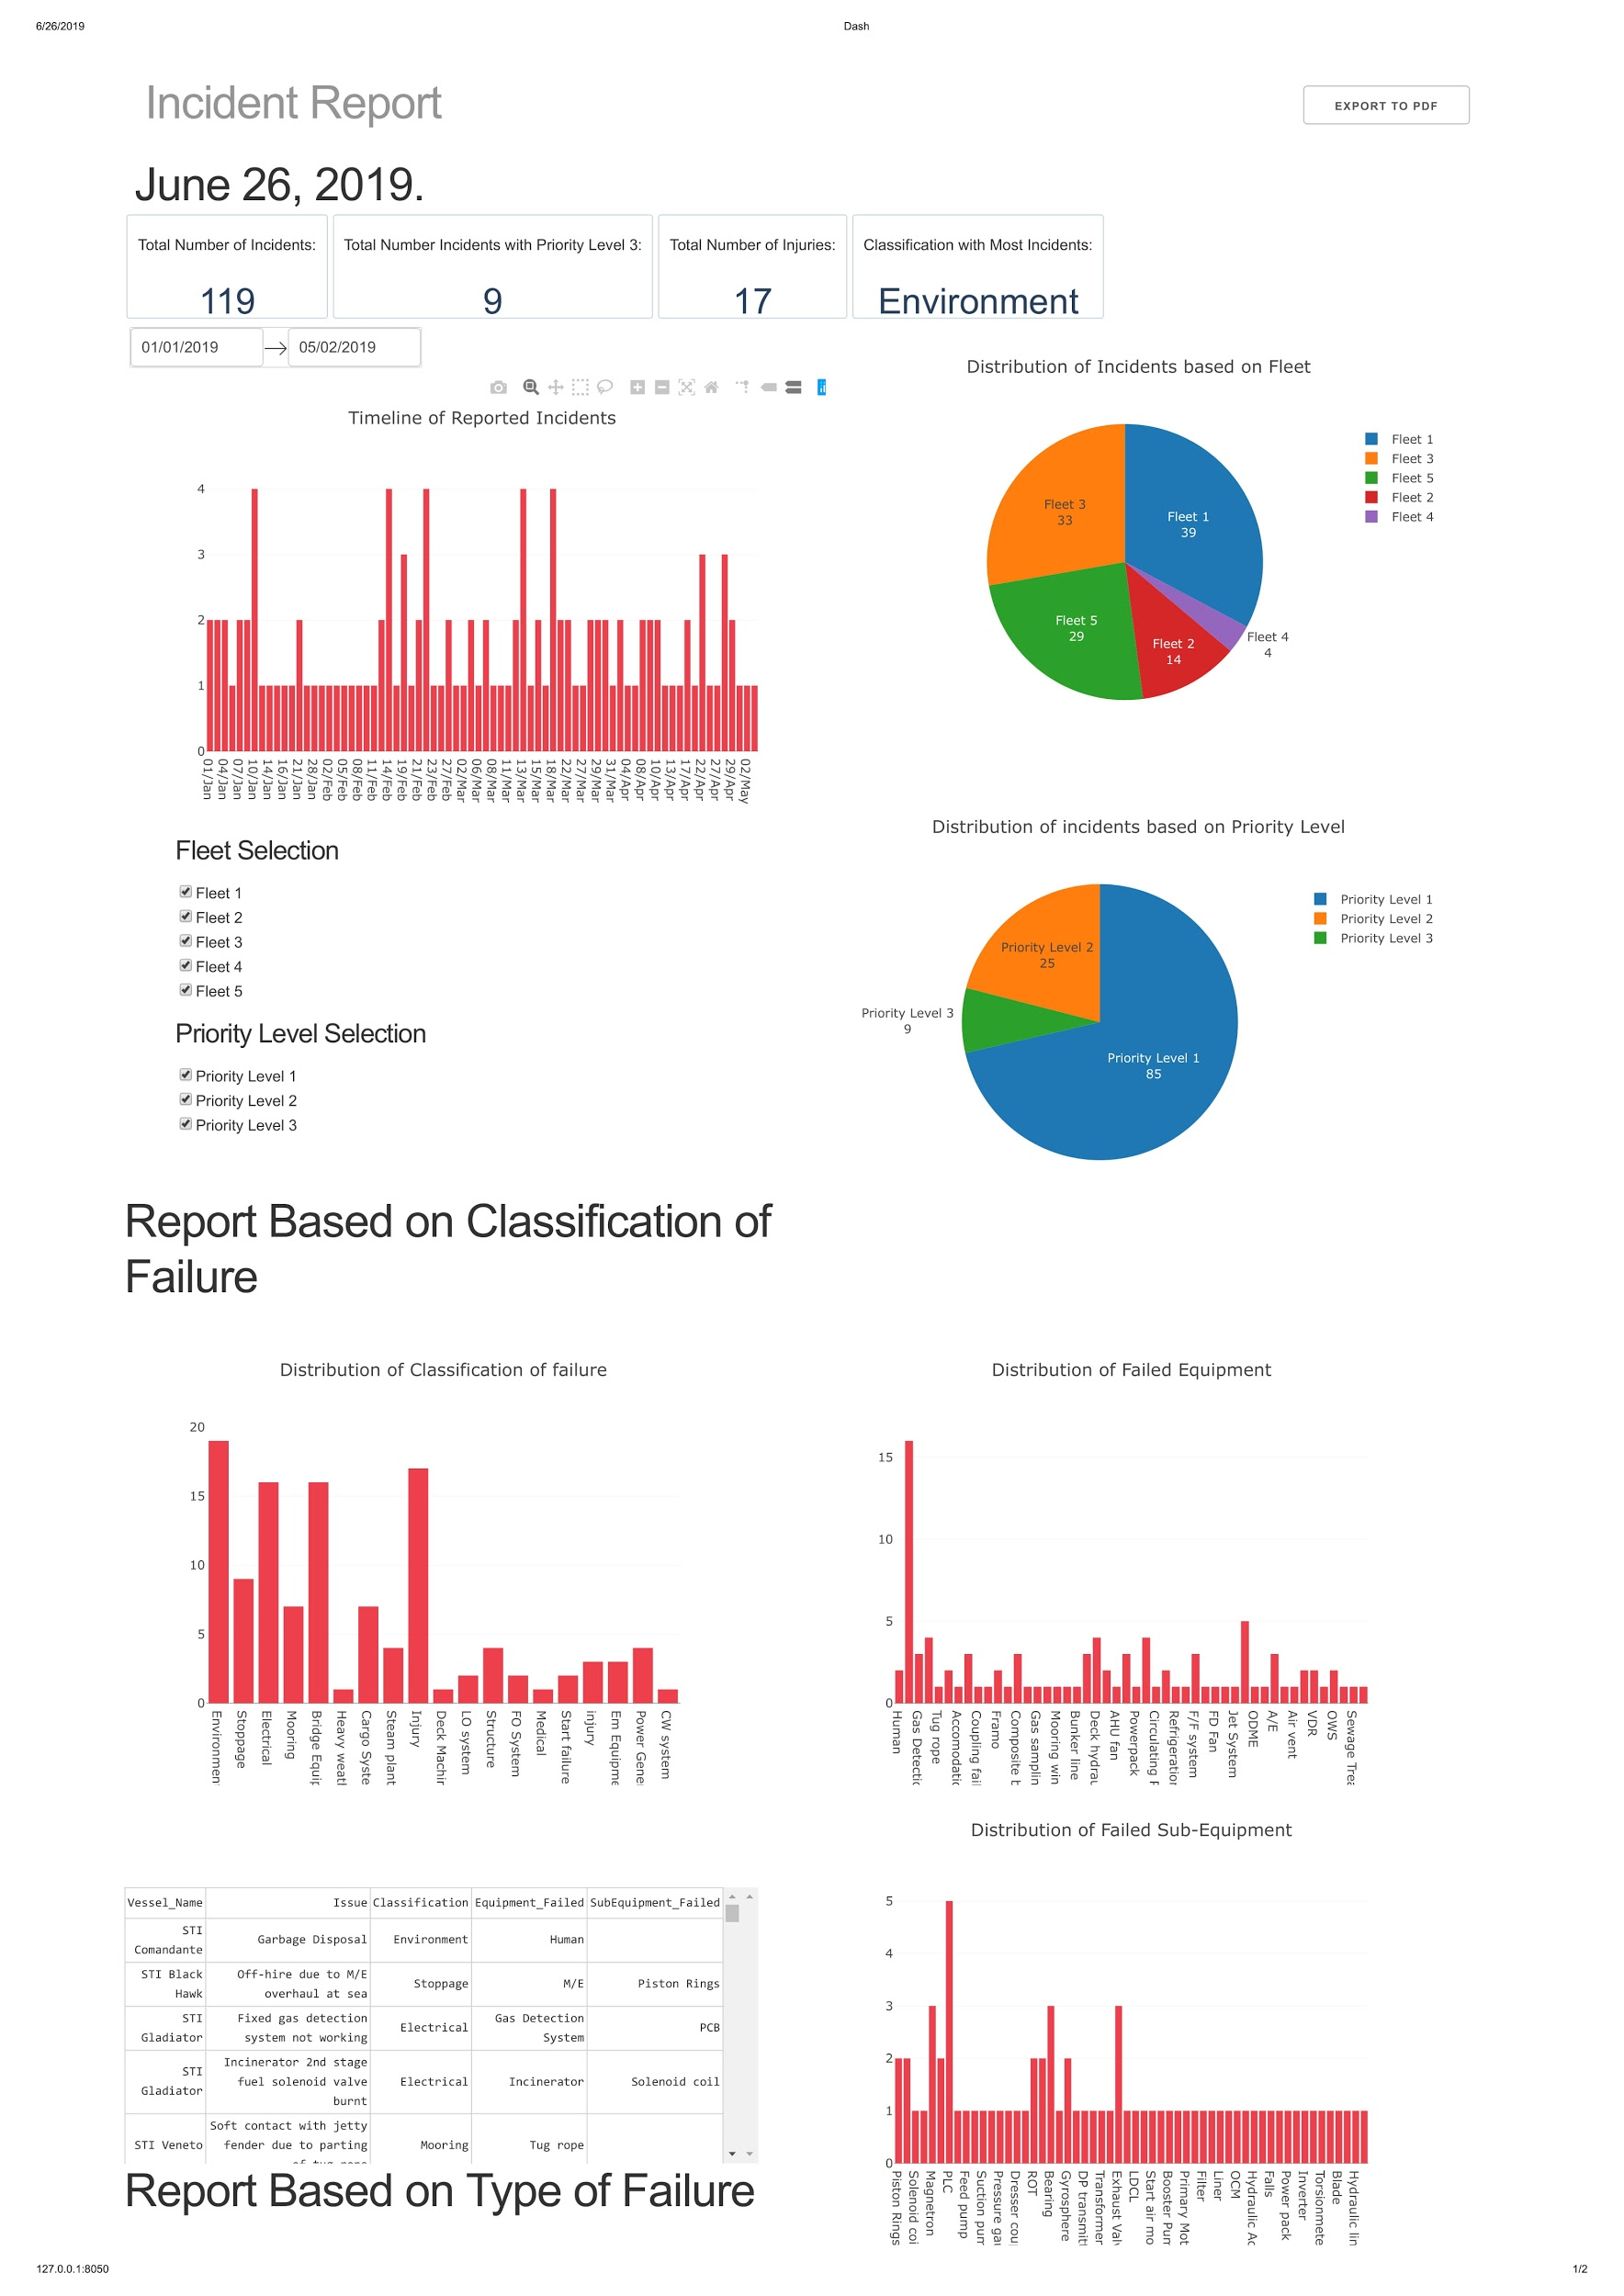 6/26/2019
Dash
Incident Report
EXPORT TO PDF
June 26, 2019.
Total Number of Incidents:
119
Total Number Incidents with Priority Level 3:
9
Total Number of Injuries:
17
Classification with Most Incidents:
Environment
01/01/2019
05/02/2019
Timeline of Reported Incidents
4
3
2
1
0
01/Jan
04/Jan
07/Jan
10/Jan
14/Jan
16/Jan
21/Jan
28/Jan
02/Feb
05/Feb
08/Feb
11/Feb
14/Feb
19/Feb
21/Feb
23/Feb
27/Feb
02/Mar
06/Mar
08/Mar
11/Mar
13/Mar
15/Mar
18/Mar
22/Mar
27/Mar
29/Mar
31/Mar
04/Apr
08/Apr
10/Apr
13/Apr
17/Apr
22/Apr
27/Apr
29/Apr
02/May
Distribution of Incidents based on Fleet
Fleet 3
33
Fleet 1
39
Fleet 5
29
Fleet 2
14
Fleet 4
4
Fleet 1
Fleet 3
Fleet 5
Fleet 2
Fleet 4
Fleet Selection
Fleet 1
Fleet 2
Fleet 3
Fleet 4
Fleet 5
Priority Level Selection
Priority Level 1
Priority Level 2
Priority Level 3
Distribution of incidents based on Priority Level
Priority Level 2
25
Priority Level 3
9
Priority Level 1
85
Priority Level 1
Priority Level 2
Priority Level 3
Report Based on Classification of
Failure
Distribution of Classification of failure
20
15
10
5
0
Environmen
Stoppage
Electrical
Mooring
Bridge Equip
Heavy weatl
Cargo Syste
Steam plant
Injury
Deck Machir
LO system
Structure
FO System
Medical
Start failure
injury
Em Equipme
Power Gene
CW system
Distribution of Failed Equipment
15
10
5
0
Human
Gas Detectic
Tug rope
Accomodatic
Coupling fail
Framo
Composite b
Gas samplin
Mooring win
Bunker line
Deck hydrau
AHU fan
Powerpack
Circulating P
Refrigeration
F/F system
FD Fan
Jet System
ODME
A/E
Air vent
VDR
OWS
Sewage Trea
Vessel_Name Issue Classification Equipment_Failed SubEquipment_Failed
STI
Comandante
Garbage Disposal
Environment
Human
STI Black
Hawk
Off-hire due to M/E
overhaul at sea
Stoppage
M/E
Piston Rings
STI
Gladiator
Fixed gas detection
system not working
Electrical
Gas Detection
System
PCB
STI
Gladiator
Incinerator 2nd stage
fuel solenoid valve
burnt
Electrical
Incinerator
Solenoid coil
STI Veneto
Soft contact with jetty
fender due to parting
of tug rope
Mooring
Tug rope
Distribution of Failed Sub-Equipment
5
4
3
2
1
0
Piston Rings
Solenoid coi
Magnetron
PLC
Feed pump
Suction pum
Pressure gau
Dresser coup
ROT
Bearing
Gyrosphere
DP transmitt
Transformer
Exhaust Valv
LDCL
Start air mo
Booster Pum
Primary Mot
Filter
Liner
OCM
Hydraulic Ac
Falls
Power pack
Inverter
Torsionmete
Blade
Hydraulic lin
Report Based on Type of Failure
127.0.0.1:8050
1/2